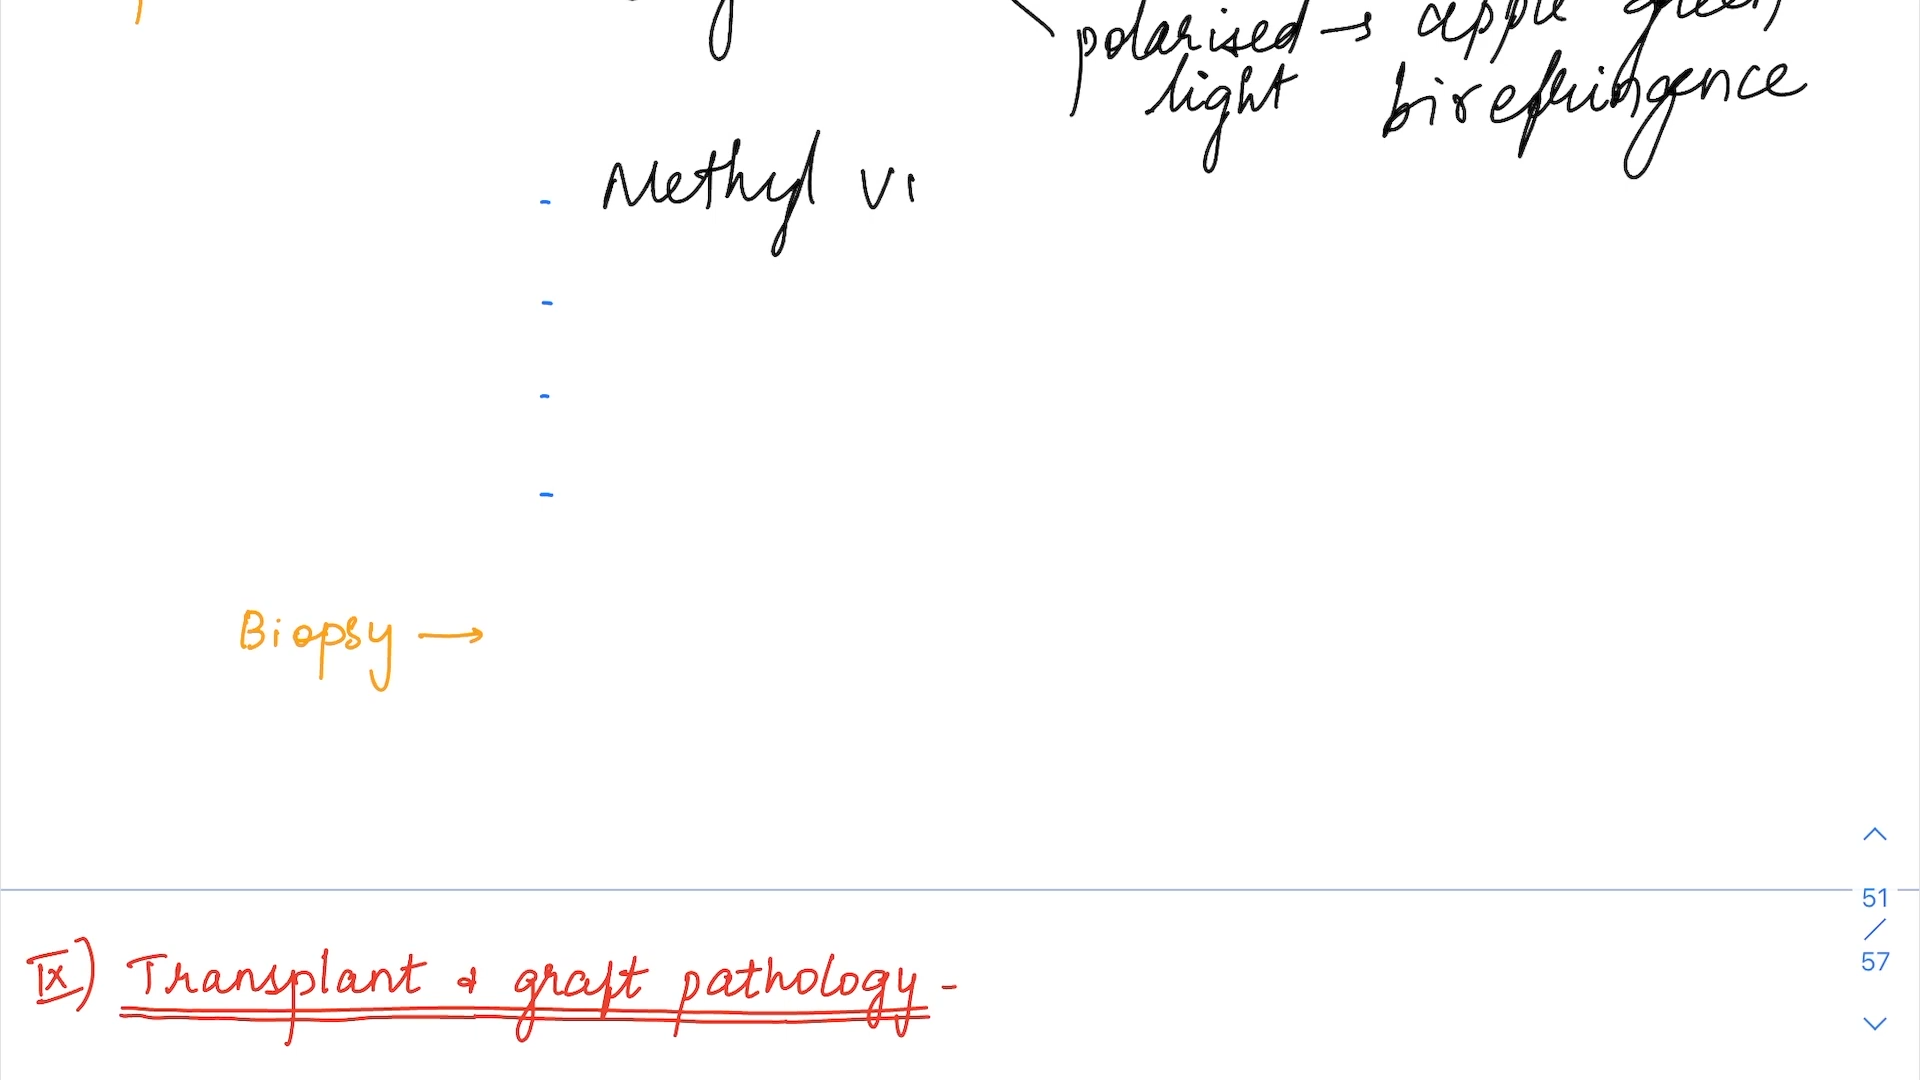 polarised → apple green
light birefringence
- Methyl vi
-
-
-
Biopsy →
51
/
57
IX) Transplant & graft pathology -